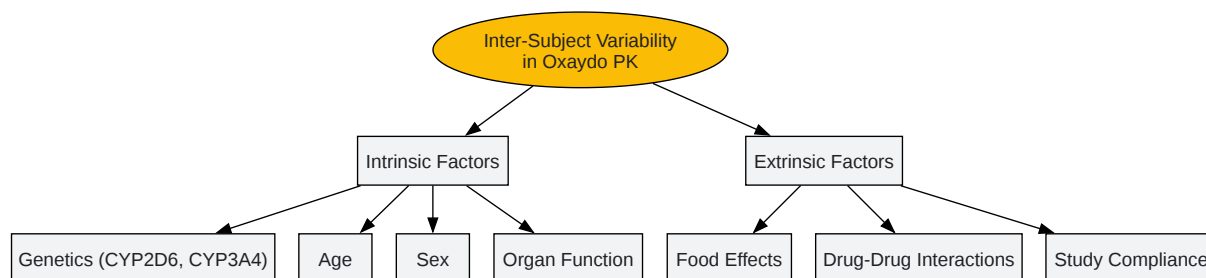 Inter-Subject Variability
in Oxaydo PK
Intrinsic Factors
Extrinsic Factors
Genetics (CYP2D6, CYP3A4)
Age
Sex
Organ Function
Food Effects
Drug-Drug Interactions
Study Compliance